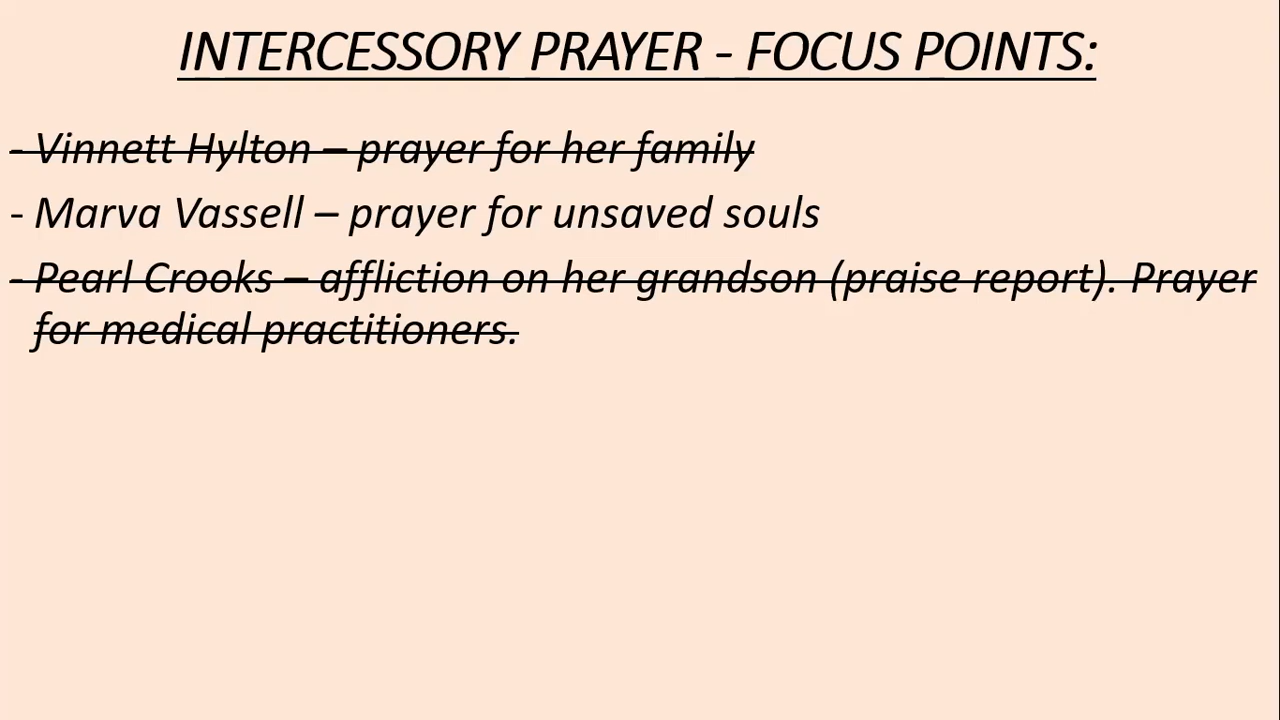 INTERCESSORY PRAYER - FOCUS POINTS:
- Vinnett Hylton – prayer for her family
- Marva Vassell – prayer for unsaved souls
- Pearl Crooks – affliction on her grandson (praise report). Prayer
for medical practitioners.